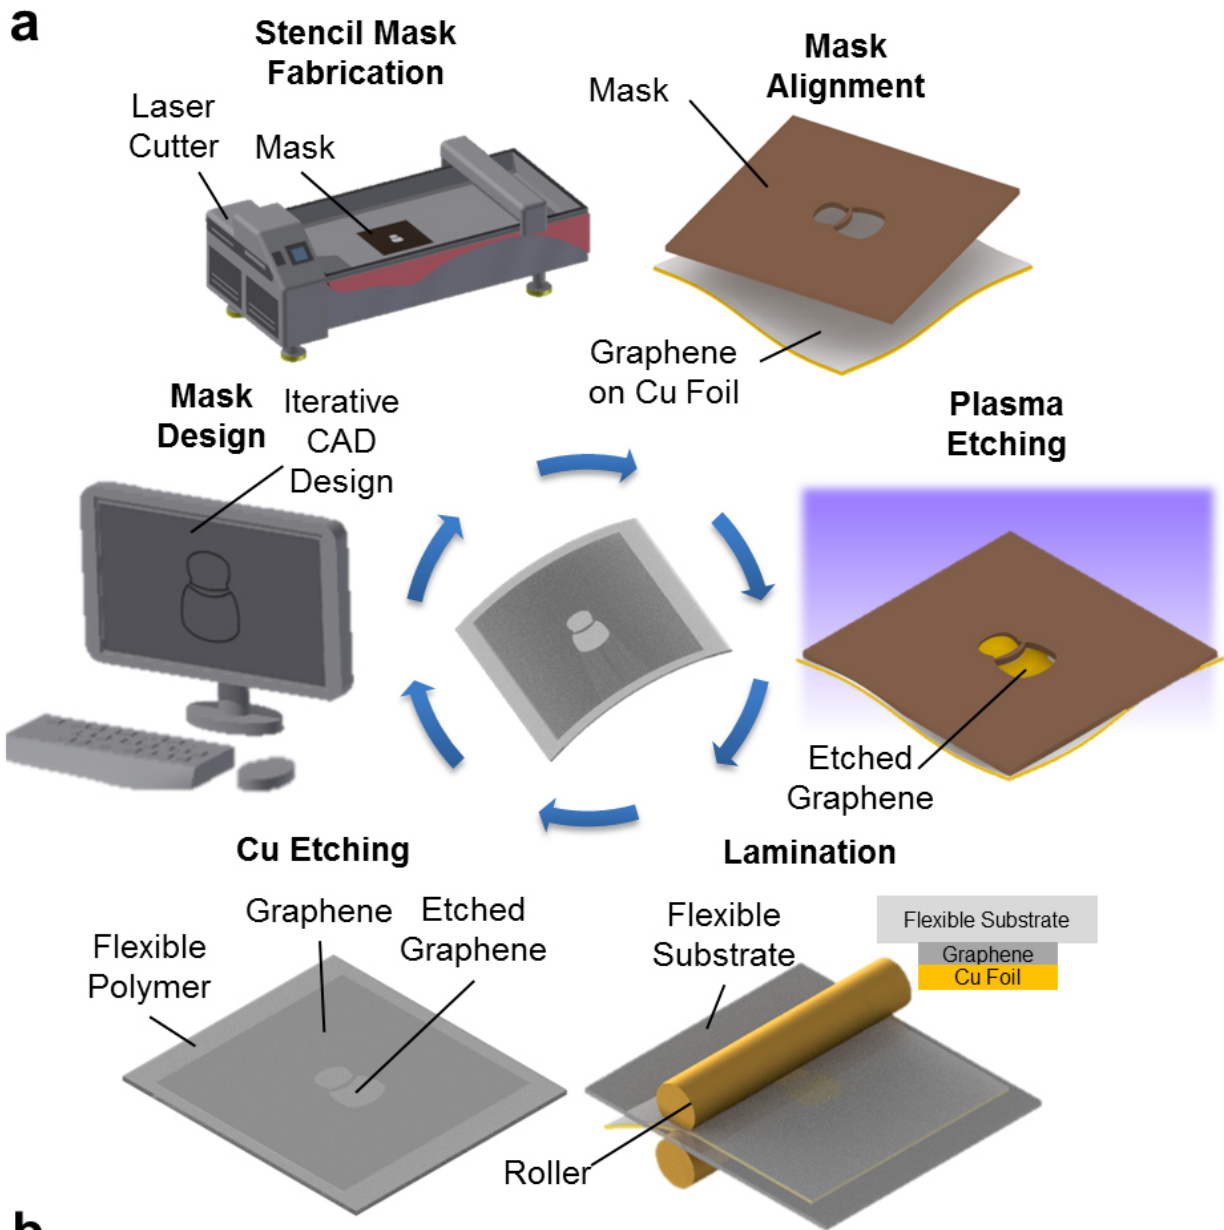 a
Stencil Mask
Fabrication
Laser
Cutter
Mask
Mask
Alignment
Mask
Graphene
on Cu Foil
Mask
Design
Iterative
CAD
Design
Plasma
Etching
Etched
Graphene
Cu Etching
Graphene
Etched
Graphene
Flexible
Polymer
Lamination
Flexible
Substrate
Flexible Substrate
Graphene
Cu Foil
Roller
b